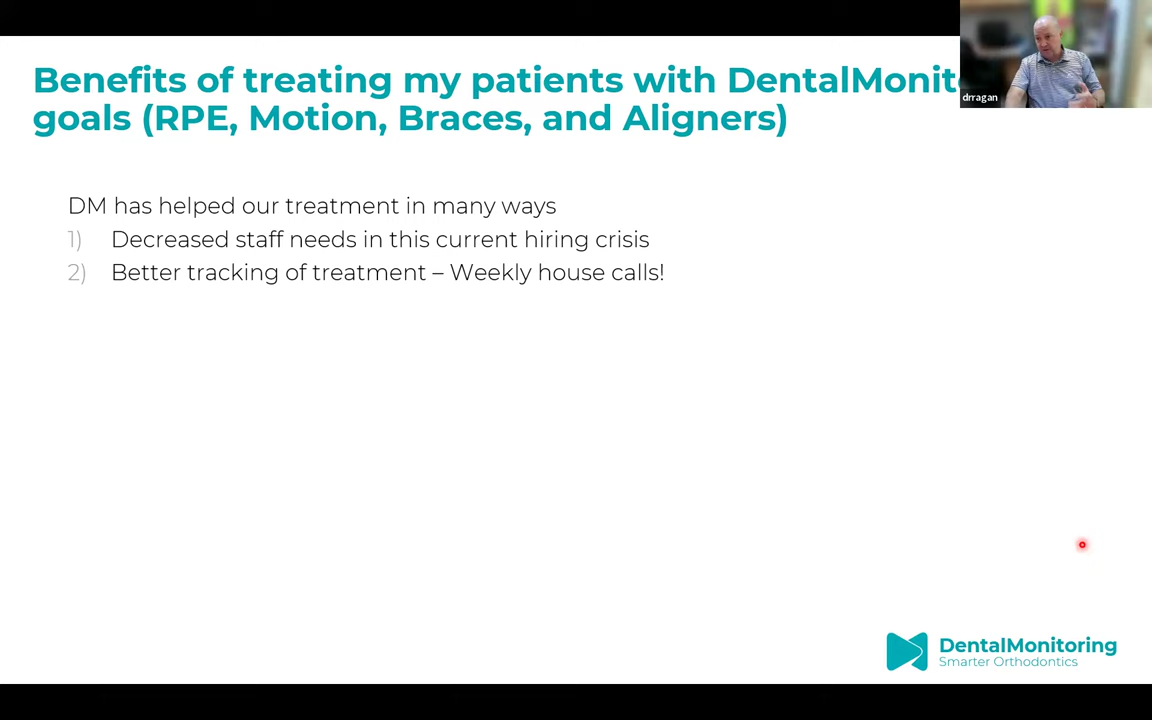 Benefits of treating my patients with
goals (RPE, Motion, Braces, and Aligners)
drragan
DM has helped our treatment in many ways
1) Decreased staff needs in this current hiring crisis
2) Better tracking of treatment – Weekly house calls!
DentalMonitoring
Smarter Orthodontics